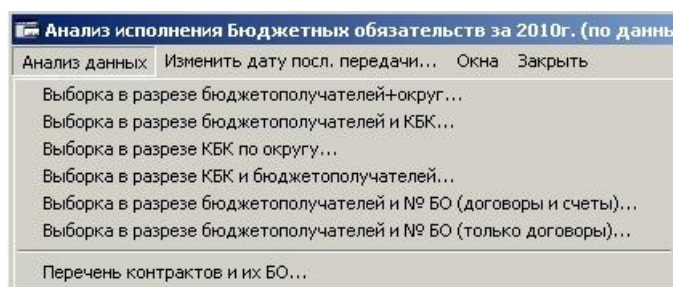 Анализ исполнения Бюджетных обязательств за 2010г. (по
Анализ данных Изменить дату посл. передачи... Окна Закрыть
Выборка в разрезе бюджетополучателей+округ...
Выборка в разрезе бюджетополучателей и КБК...
Выборка в разрезе КБК по округу...
Выборка в разрезе КБК и бюджетополучателей...
Выборка в разрезе бюджетополучателей и № БО (договоры и счеты)...
Выборка в разрезе бюджетополучателей и № БО (только договоры)...
Перечень контрактов и их БО...